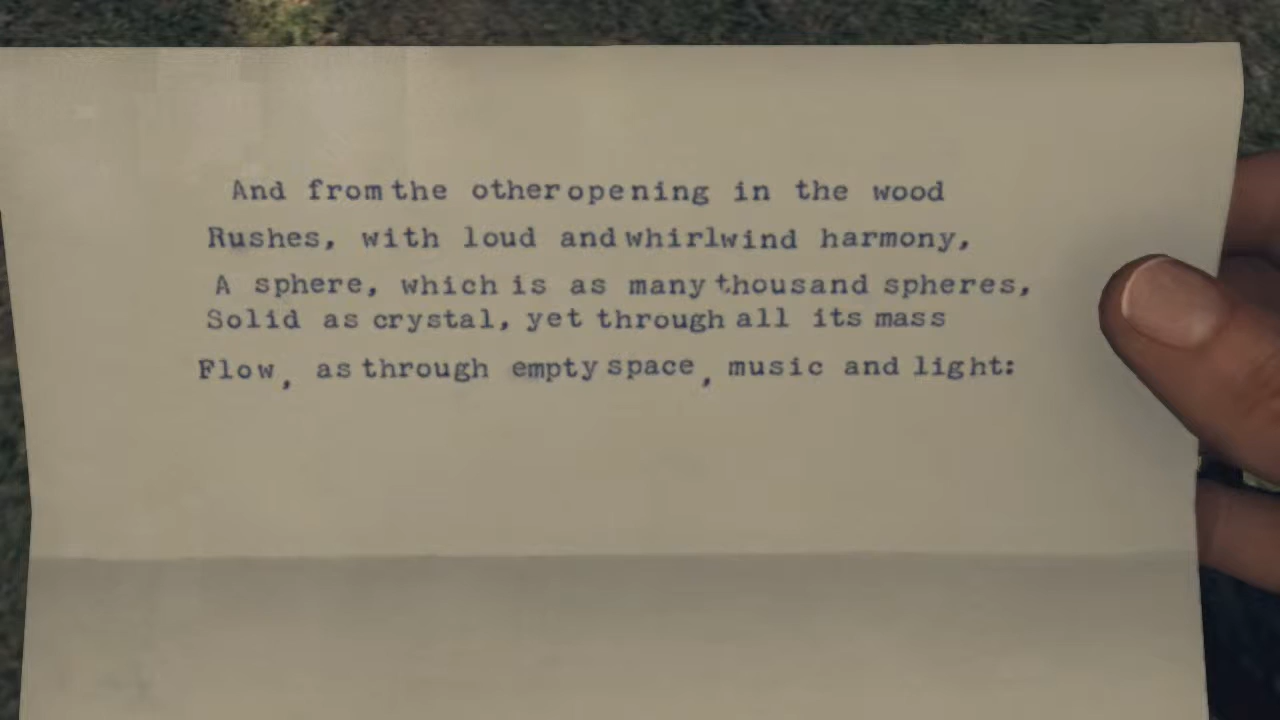 And from the other opening in the wood
Rushes, with loud and whirlwind harmony,
A sphere, which is as many thousand spheres,
Solid as crystal, yet through all its mass
Flow, as through empty space, music and light: